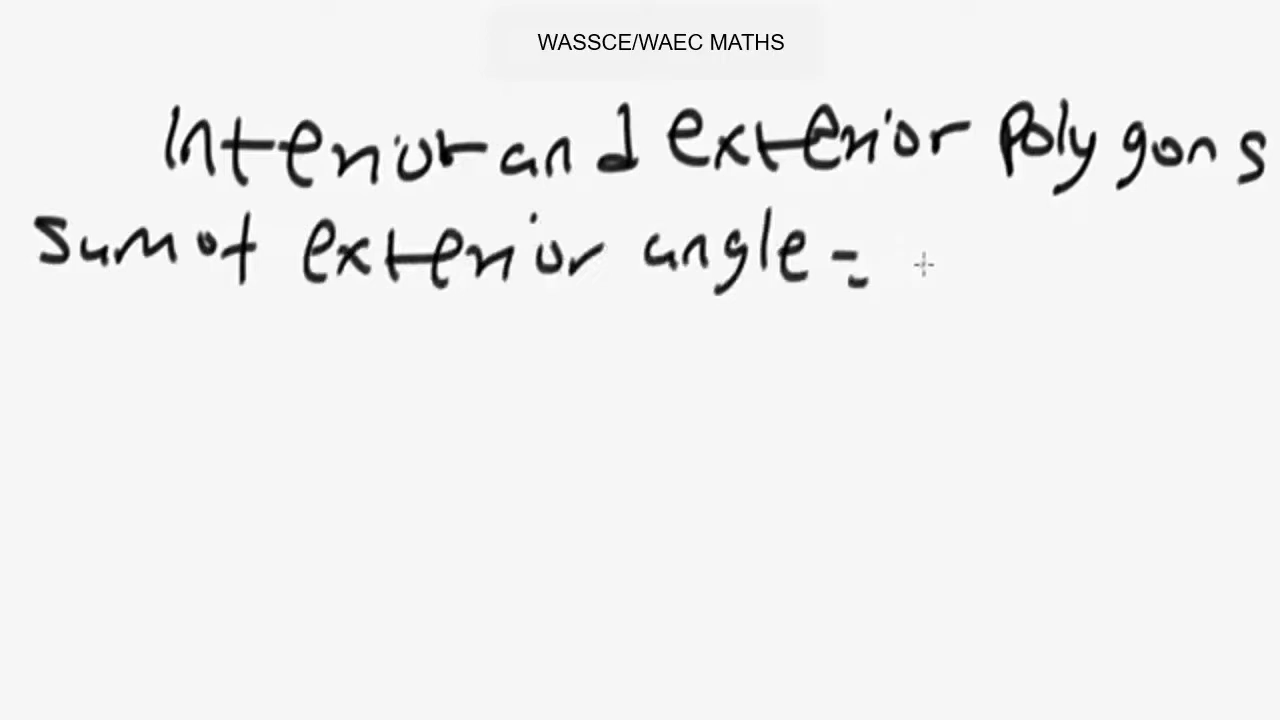 WASSCE/WAEC MATHS
Interior and exterior Polygons
Sum of exterior angle =